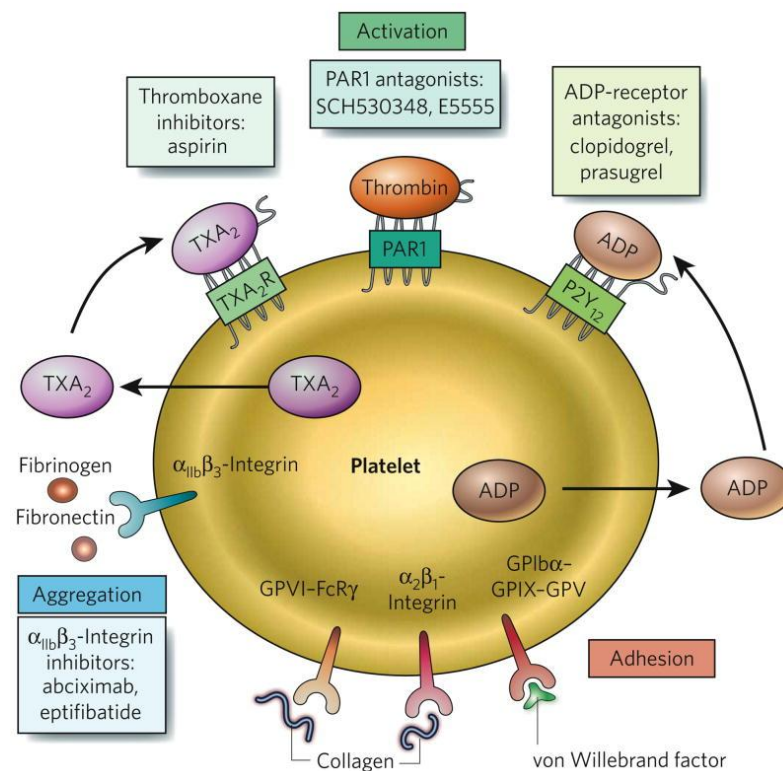 Activation
PAR1 antagonists:
SCH530348, E5555
Thromboxane
inhibitors:
aspirin
ADP-receptor
antagonists:
clopidogrel,
prasugrel
Thrombin
PAR1
TXA₂
TXA₂R
ADP
P2Y₁₂
TXA₂
TXA₂
αIIbβ₃-Integrin
Platelet
Fibrinogen
Fibronectin
ADP
ADP
Aggregation
αIIbβ₃-Integrin
inhibitors:
abciximab,
eptifibatide
GPVI–FcRγ
α₂β₁-
Integrin
GPIbα–
GPIX–GPV
Adhesion
Collagen
von Willebrand factor